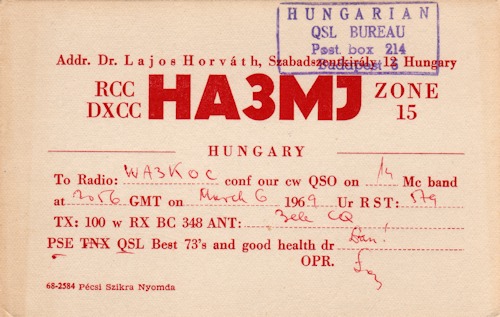 HUNGARIAN
QSL BUREAU
Post. box 214
Budapest 5
Addr. Dr. Lajos Horváth, Szabadszentkirály, 12 Hungary
RCC
DXCC
HA3MJ
ZONE
15
HUNGARY
To Radio: WA3KOC conf our cw QSO on 14 Mc band
at 2056 GMT on March 6 1969 Ur RST: 579
TX: 100 w RX BC 348 ANT: CQ
PSE TNX QSL Best 73's and good health dr Dan!
OPR.
68-2584 Pécsi Szikra Nyomda